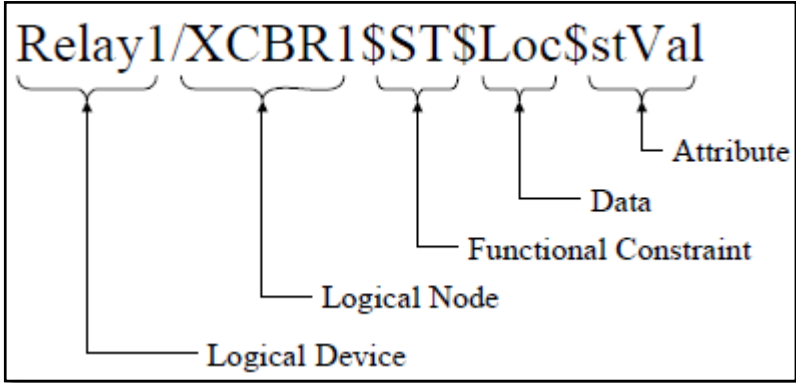 Relay1/XCBR1$ST$Loc$stVal
Attribute
Data
Functional Constraint
Logical Node
Logical Device